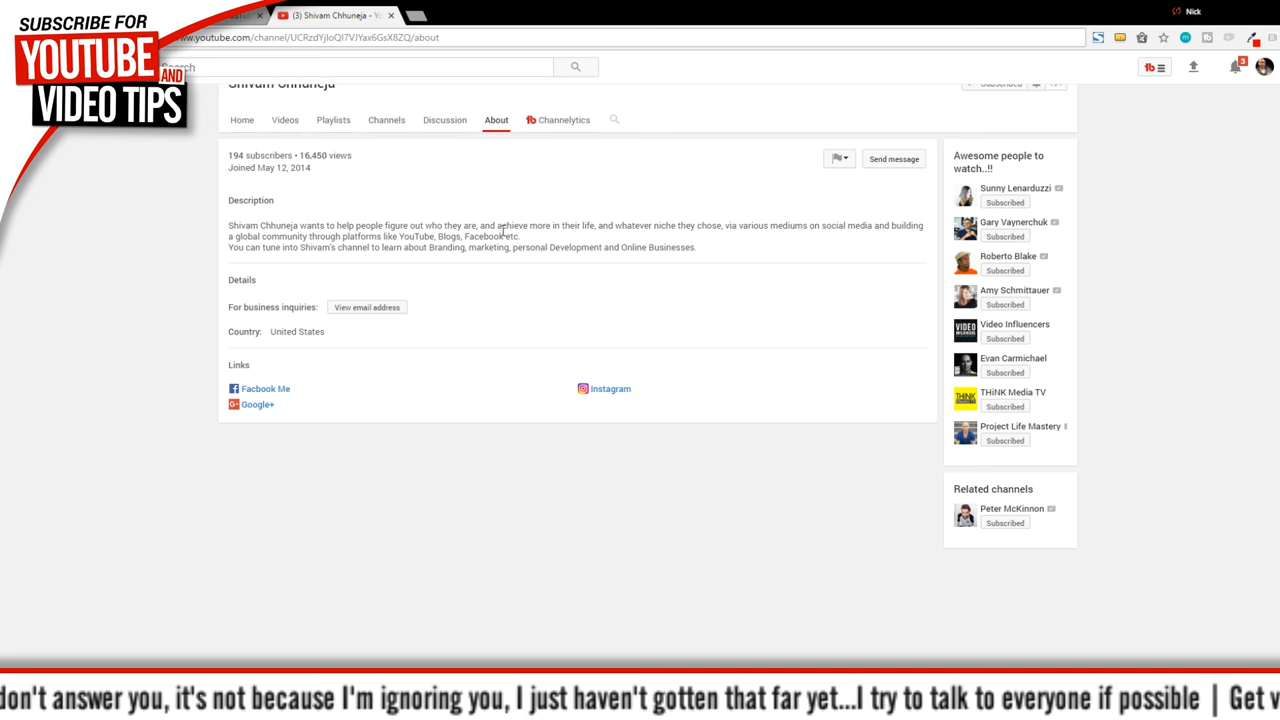 SUBSCRIBE FOR
YOUTUBE
AND
VIDEO TIPS
(3) Shivam Chhuneja - Yo
Nick
www.youtube.com/channel/UCRzdYjIoQI7VJYax6GsX8ZQ/about
Search
3
Shivam Chhuneja
Subscribed
Home
Videos
Playlists
Channels
Discussion
About
Channelytics
194 subscribers • 16,450 views
Joined May 12, 2014
Send message
Description
Shivam Chhuneja wants to help people figure out who they are, and achieve more in their life, and whatever niche they chose, via various mediums on social media and building
a global community through platforms like YouTube, Blogs, Facebook etc.
You can tune into Shivam's channel to learn about Branding, marketing, personal Development and Online Businesses.
Details
For business inquiries:
View email address
Country: United States
Links
Facbook Me
Instagram
Google+
Awesome people to
watch..!!
Sunny Lenarduzzi
Subscribed
Gary Vaynerchuk
Subscribed
Roberto Blake
Subscribed
Amy Schmittauer
Subscribed
Video Influencers
Subscribed
Evan Carmichael
Subscribed
THiNK Media TV
Subscribed
Project Life Mastery
Subscribed
Related channels
Peter McKinnon
Subscribed
don't answer you, it's not because I'm ignoring you, I just haven't gotten that far yet...I try to talk to everyone if possible | Get v